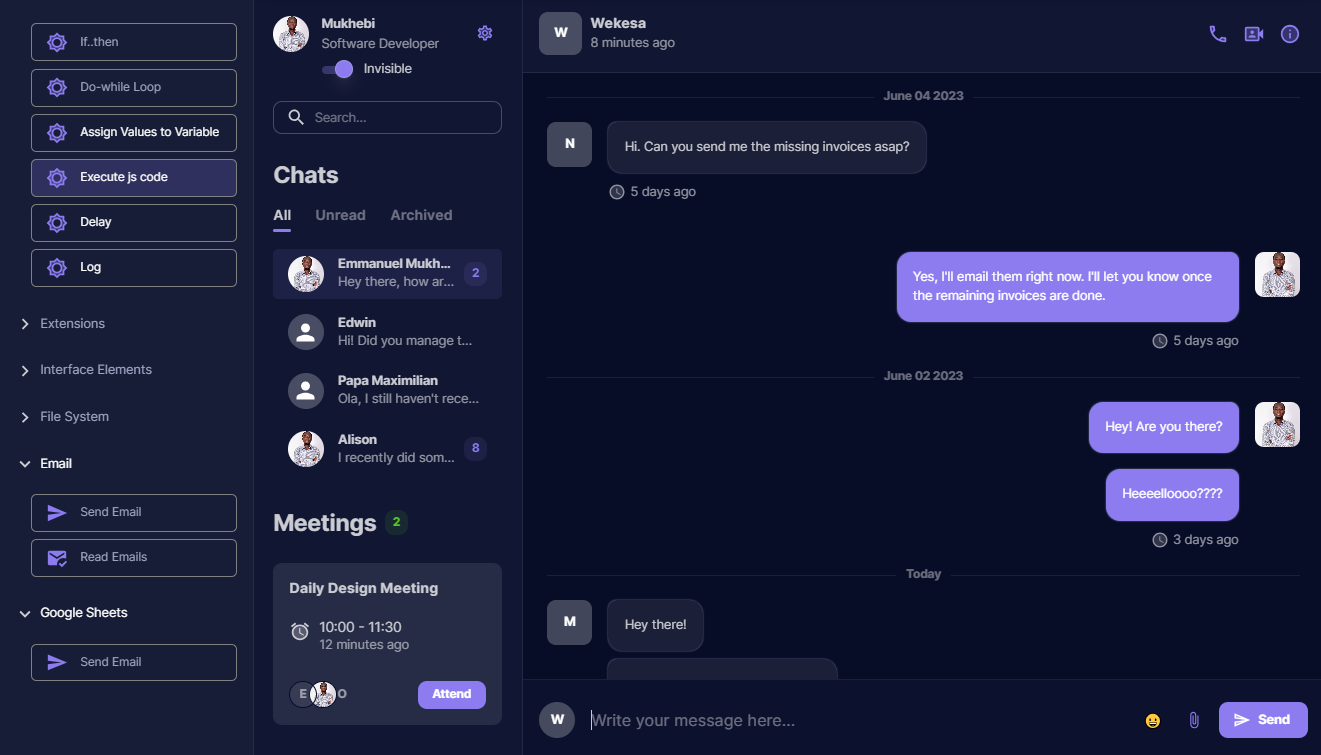 If..then
Do-while Loop
Assign Values to Variable
Execute js code
Delay
Log
Extensions
Interface Elements
File System
Email
Send Email
Read Emails
Google Sheets
Send Email
Mukhebi
Software Developer
Invisible
Search...
Chats
All Unread Archived
Emmanuel Mukh...
Hey there, how ar...
2
Edwin
Hi! Did you manage t...
Papa Maximilian
Ola, I still haven't rece...
Alison
I recently did som...
8
Meetings 2
Daily Design Meeting
10:00 - 11:30
12 minutes ago
E O
Attend
W
Wekesa
8 minutes ago
June 04 2023
N
Hi. Can you send me the missing invoices asap?
5 days ago
Yes, I'll email them right now. I'll let you know once
the remaining invoices are done.
5 days ago
June 02 2023
Hey! Are you there?
Heeeelloooo????
3 days ago
Today
M
Hey there!
W
Write your message here...
Send